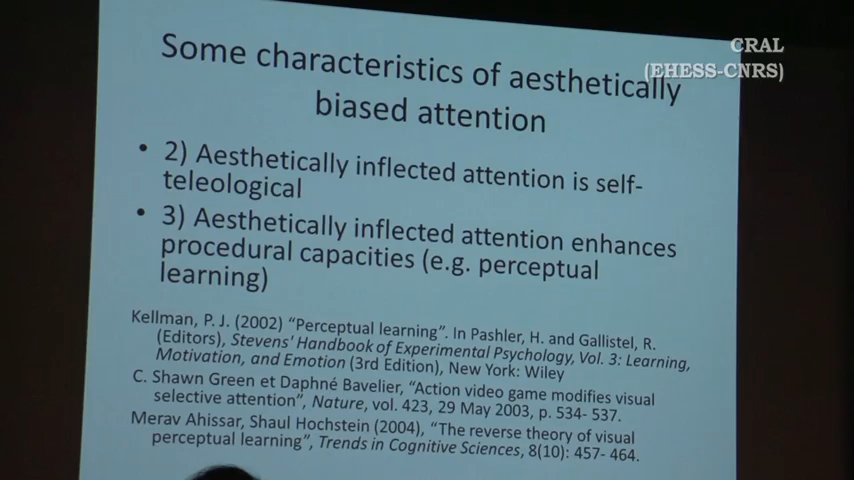 CRAL
(EHESS-CNRS)
Some characteristics of aesthetically
biased attention
• 2) Aesthetically inflected attention is self-
teleological
• 3) Aesthetically inflected attention enhances
procedural capacities (e.g. perceptual
learning)
Kellman, P. J. (2002) “Perceptual learning”. In Pashler, H. and Gallistel, R.
(Editors), Stevens' Handbook of Experimental Psychology, Vol. 3: Learning,
Motivation, and Emotion (3rd Edition), New York: Wiley
C. Shawn Green et Daphné Bavelier, “Action video game modifies visual
selective attention”, Nature, vol. 423, 29 May 2003, p. 534- 537.
Merav Ahissar, Shaul Hochstein (2004), “The reverse theory of visual
perceptual learning”, Trends in Cognitive Sciences, 8(10): 457- 464.